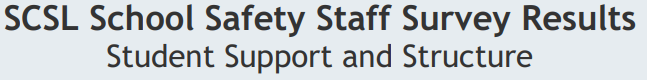 SCSL School Safety Staff Survey Results
Student Support and Structure